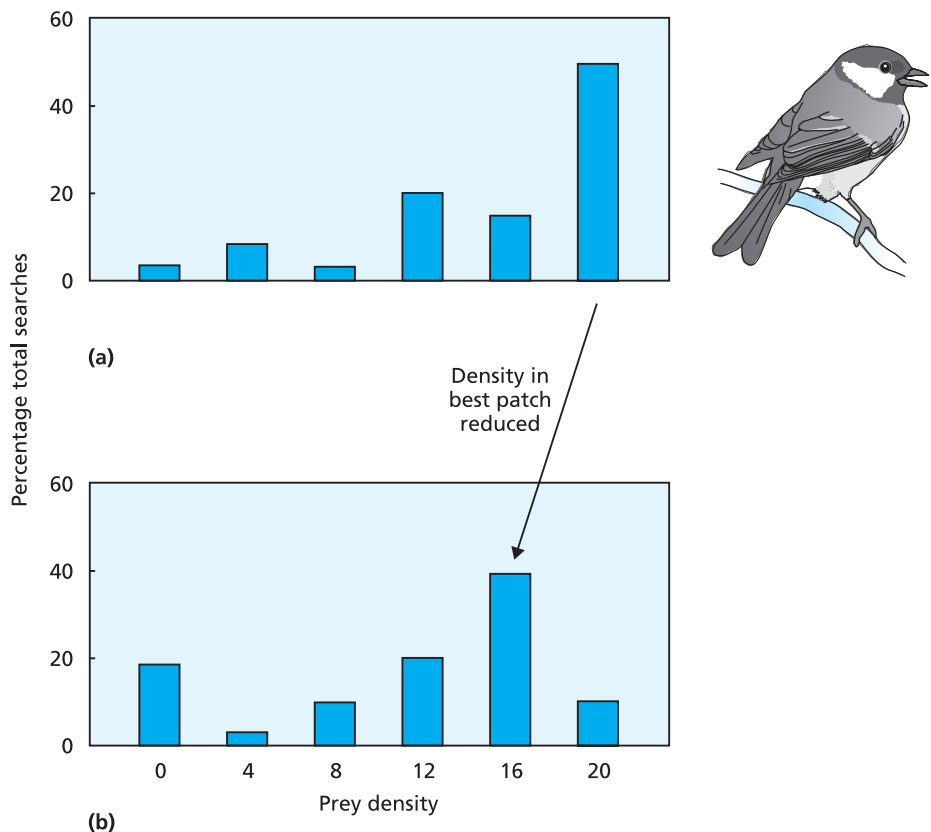 60
40
20
0
(a)
Percentage total searches
Density in
best patch
reduced
60
40
20
0
0 4 8 12 16 20
Prey density
(b)